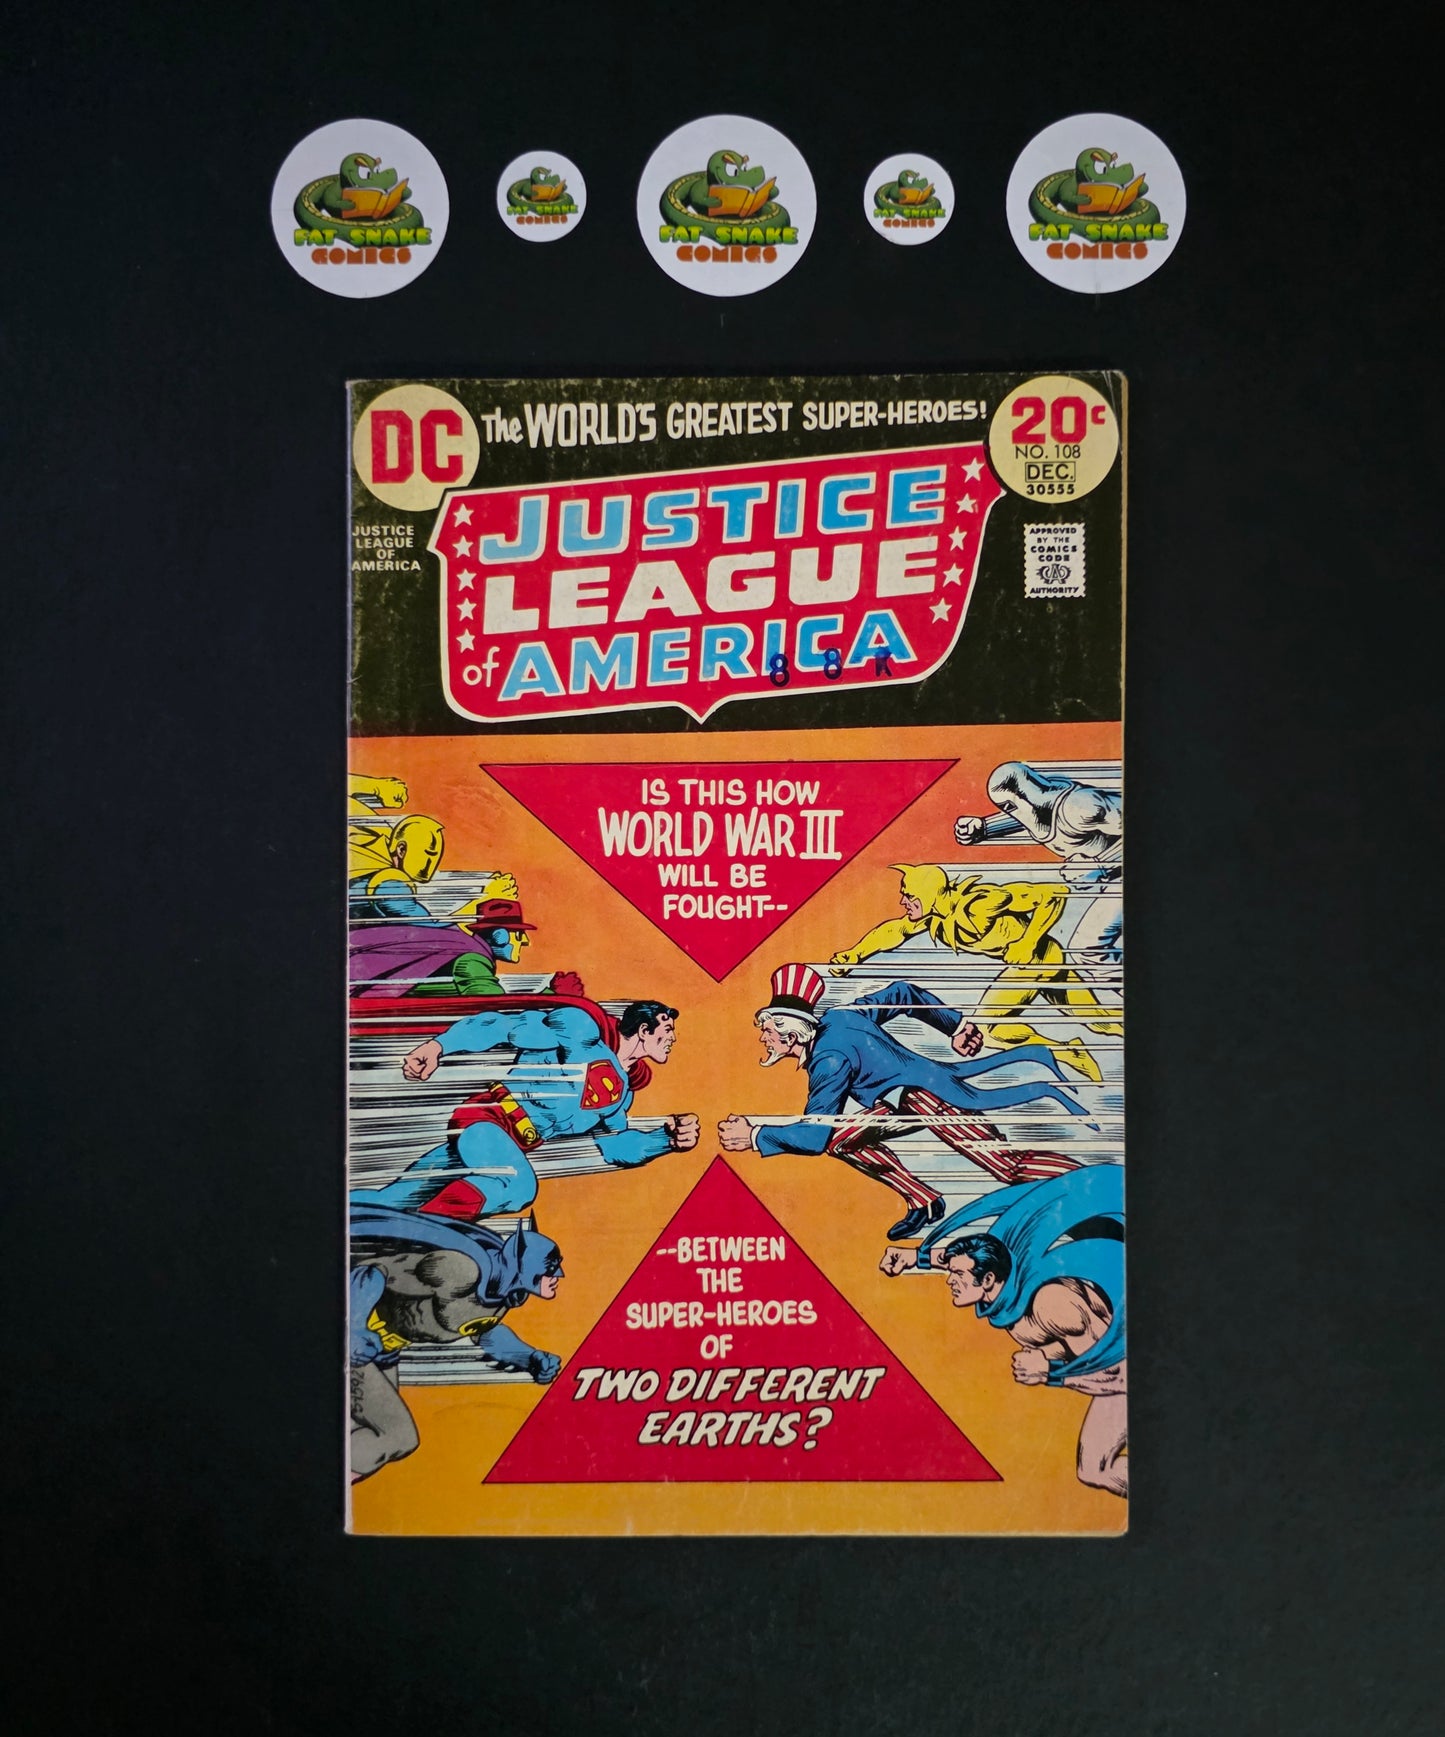 FAT SNAKE
COMICS
FAT SNAKE
COMICS
FAT SNAKE
COMICS
FAT SNAKE
COMICS
FAT SNAKE
COMICS
DC
The WORLD'S GREATEST SUPER-HEROES!
20¢
NO. 108
DEC.
30555
JUSTICE
LEAGUE
OF
AMERICA
JUSTICE
LEAGUE
of AMERICA
8 8 K
APPROVED
BY THE
COMICS
CODE
CA
AUTHORITY
IS THIS HOW
WORLD WAR III
WILL BE
FOUGHT--
--BETWEEN
THE
SUPER-HEROES
OF
TWO DIFFERENT
EARTHS?